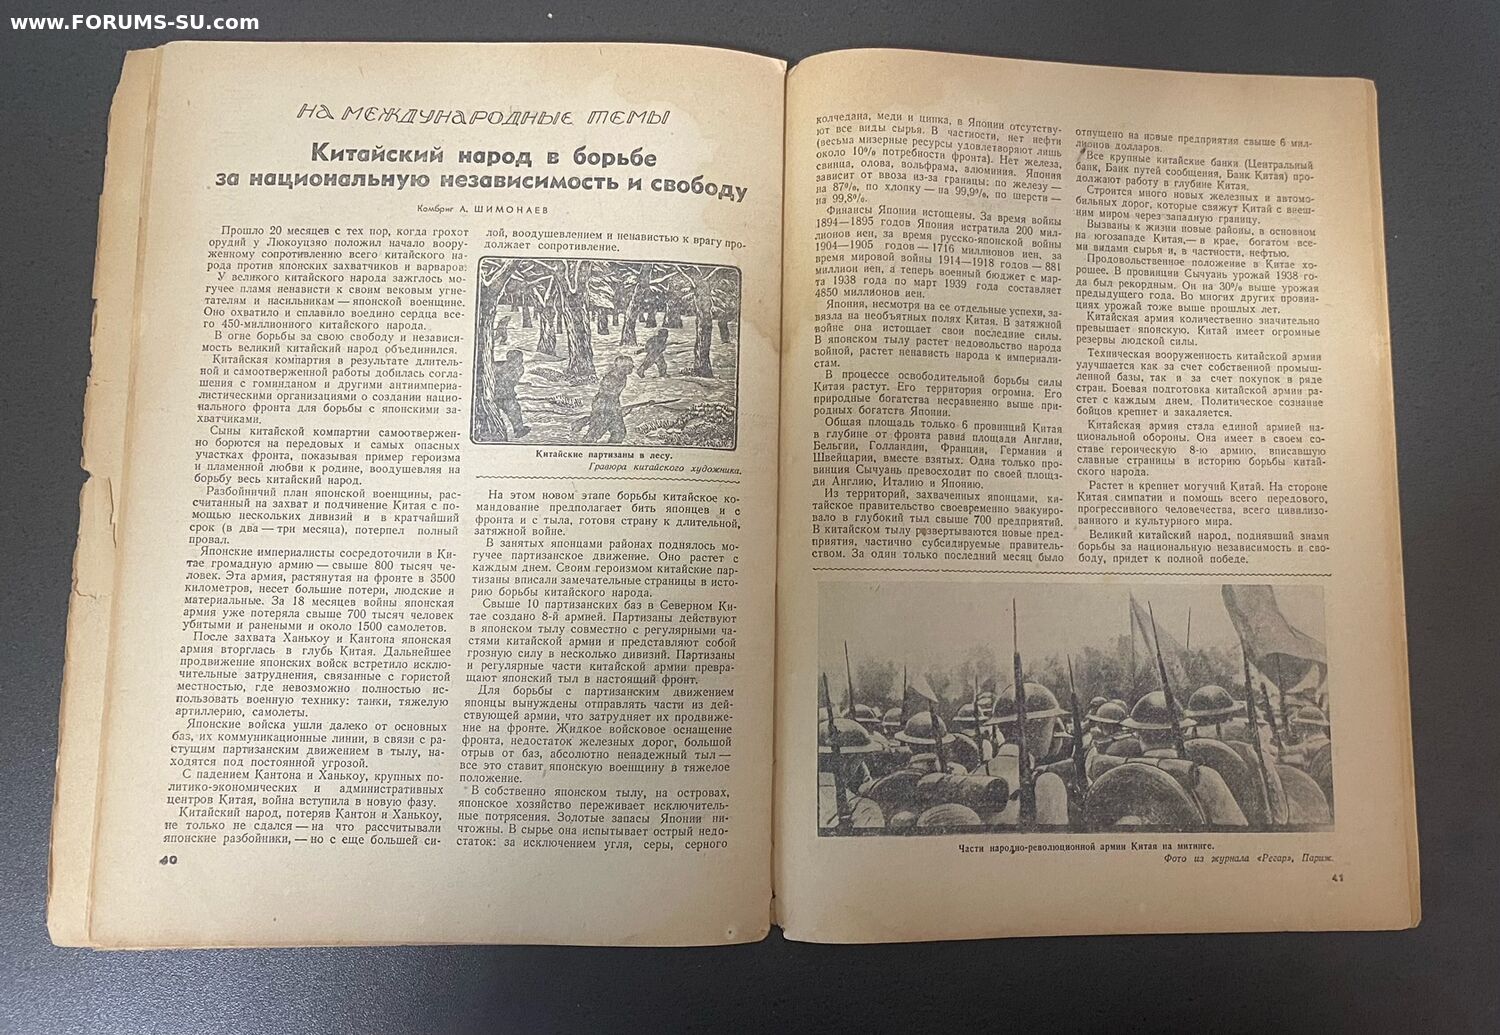 www.FORUMS-SU.com
НА МЕЖДУНАРОДНЫЕ ТЕМЫ
Китайский народ в борьбе
за национальную независимость и свободу
Комбриг А. ШИМОНАЕВ
Прошло 20 месяцев с тех пор, когда грохот
орудий у Люкоуцзяо положил начало воору-
женному сопротивлению всего китайского на-
рода против японских захватчиков и варваров.
У великого китайского народа зажглось мо-
гучее пламя ненависти к своим вековым угне-
тателям и насильникам — японской военщине.
Оно охватило и сплавило воедино сердца все-
го 450-миллионного китайского народа.
В огне борьбы за свою свободу и независи-
мость великий китайский народ объединился.
Китайская компартия в результате длитель-
ной и самоотверженной работы добилась согла-
шения с гоминданом и другими антиимпериа-
листическими организациями о создании нацио-
нального фронта для борьбы с японскими за-
хватчиками.
Сыны китайской компартии самоотвержен-
но борются на передовых и самых опасных
участках фронта, показывая пример героизма
и пламенной любви к родине, воодушевляя на
борьбу весь китайский народ.
Разбойничий план японской военщины, рас-
считанный на захват и подчинение Китая с по-
мощью нескольких дивизий и в кратчайший
срок (в два — три месяца), потерпел полный
провал.
Японские империалисты сосредоточили в Ки-
тае громадную армию — свыше 800 тысяч че-
ловек. Эта армия, растянутая на фронте в 3500
километров, несет большие потери, людские и
материальные. За 18 месяцев войны японская
армия уже потеряла свыше 700 тысяч человек
убитыми и ранеными и около 1500 самолетов.
После захвата Ханькоу и Кантона японская
армия вторглась в глубь Китая. Дальнейшее
продвижение японских войск встретило исклю-
чительные затруднения, связанные с гористой
местностью, где невозможно полностью ис-
пользовать военную технику: танки, тяжелую
артиллерию, самолеты.
Японские войска ушли далеко от основных
баз, их коммуникационные линии, в связи с ра-
стущим партизанским движением в тылу, на-
ходятся под постоянной угрозой.
С падением Кантона и Ханькоу, крупных по-
литико-экономических и административных
центров Китая, война вступила в новую фазу.
Китайский народ, потеряв Кантон и Ханькоу,
не только не сдался — на что рассчитывали
японские разбойники, — но с еще большей си-
40
лой, воодушевлением и ненавистью к врагу про-
должает сопротивление.
Китайские партизаны в лесу.
Гравюра китайского художника.
На этом новом этапе борьбы китайское ко-
мандование предполагает бить японцев и с
фронта и с тыла, готовя страну к длительной,
затяжной войне.
В занятых японцами районах поднялось мо-
гучее партизанское движение. Оно растет с
каждым днем. Своим героизмом китайские пар-
тизаны вписали замечательные страницы в исто-
рию борьбы китайского народа.
Свыше 10 партизанских баз в Северном Ки-
тае создано 8-й армией. Партизаны действуют
в японском тылу совместно с регулярными ча-
стями китайской армии и представляют собой
грозную силу в несколько дивизий. Партизаны
и регулярные части китайской армии превра-
щают японский тыл в настоящий фронт.
Для борьбы с партизанским движением
японцы вынуждены отправлять части из дей-
ствующей армии, что затрудняет их продвиже-
ние на фронте. Жидкое войсковое оснащение
фронта, недостаток железных дорог, большой
отрыв от баз, абсолютно ненадежный тыл —
все это ставит японскую военщину в тяжелое
положение.
В собственно японском тылу, на островах,
японское хозяйство переживает исключитель-
ные потрясения. Золотые запасы Японии ни-
чтожны. В сырье она испытывает острый недо-
статок: за исключением угля, серы, серного
колчедана, меди и цинка, в Японии отсутству-
ют все виды сырья. В частности, нет нефти
(весьма мизерные ресурсы удовлетворяют лишь
около 10% потребности фронта). Нет железа,
свинца, олова, вольфрама, алюминия. Япония
зависит от ввоза из-за границы: по железу —
на 87%, по хлопку — на 99,9%, по шерсти —
на 99,8%.
Финансы Японии истощены. За время войны
1894—1895 годов Япония истратила 200 мил-
лионов иен, за время русско-японской войны
1904—1905 годов — 1716 миллионов иен, за
время мировой войны 1914—1918 годов — 881
миллион иен, а теперь военный бюджет с мар-
та 1938 года по март 1939 года составляет
4850 миллионов иен.
Япония, несмотря на ее отдельные успехи, за-
вязла на необъятных полях Китая. В затяжной
войне она истощает свои последние силы.
В японском тылу растет недовольство народа
войной, растет ненависть народа к империали-
стам.
В процессе освободительной борьбы силы
Китая растут. Его территория огромна. Его
природные богатства несравненно выше при-
родных богатств Японии.
Общая площадь только 6 провинций Китая
в глубине от фронта равна площади Англии,
Бельгии, Голландии, Франции, Германии и
Швейцарии, вместе взятых. Одна только про-
винция Сычуань превосходит по своей площа-
ди Англию, Италию и Японию.
Из территорий, захваченных японцами, ки-
тайское правительство своевременно эвакуиро-
вало в глубокий тыл свыше 700 предприятий.
В китайском тылу развертываются новые пред-
приятия, частично субсидируемые правитель-
ством. За один только последний месяц было
отпущено на новые предприятия свыше 6 мил-
лионов долларов.
Все крупные китайские банки (Центральный
банк, Банк путей сообщения, Банк Китая) про-
должают работу в глубине Китая.
Строится много новых железных и автомо-
бильных дорог, которые свяжут Китай с внеш-
ним миром через западную границу.
Вызваны к жизни новые районы, в основном
на югозападе Китая,— в крае, богатом все-
ми видами сырья и, в частности, нефтью.
Продовольственное положение в Китае хо-
рошее. В провинции Сычуань урожай 1938 го-
да был рекордным. Он на 30% выше урожая
предыдущего года. Во многих других провин-
циях урожай тоже выше прошлых лет.
Китайская армия количественно значительно
превышает японскую. Китай имеет огромные
резервы людской силы.
Техническая вооруженность китайской армии
улучшается как за счет собственной промыш-
ленной базы, так и за счет покупок в ряде
стран. Боевая подготовка китайской армии ра-
стет с каждым днем. Политическое сознание
бойцов крепнет и закаляется.
Китайская армия стала единой армией на-
циональной обороны. Она имеет в своем со-
ставе героическую 8-ю армию, вписавшую
славные страницы в историю борьбы китай-
ского народа.
Растет и крепнет могучий Китай. На стороне
Китая симпатии и помощь всего передового,
прогрессивного человечества, всего цивилизо-
ванного и культурного мира.
Великий китайский народ, поднявший знамя
борьбы за национальную независимость и сво-
боду, придет к полной победе.
Части народно-революционной армии Китая на митинге.
Фото из журнала «Регар», Париж.
41